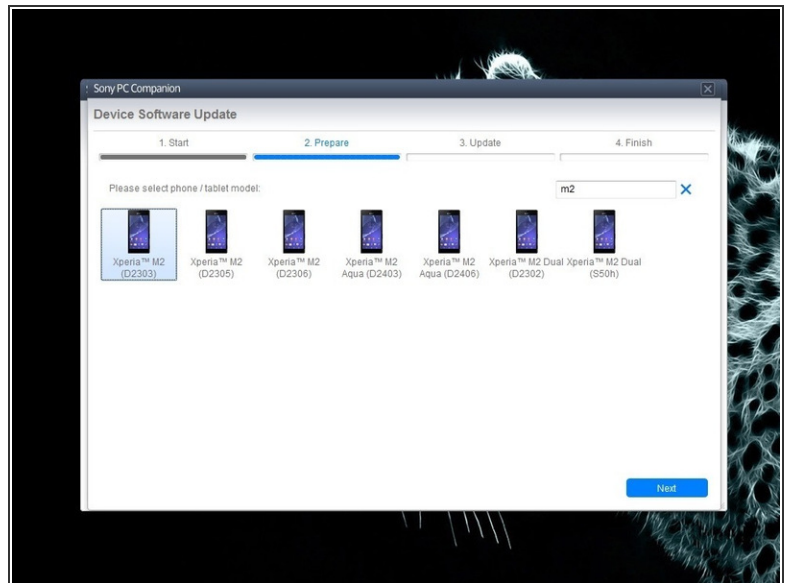 Sony PC Companion
Device Software Update
1. Start 2. Prepare 3. Update 4. Finish
Please select phone / tablet model: m2
Xperia™ M2 (D2303)
Xperia™ M2 (D2305)
Xperia™ M2 (D2306)
Xperia™ M2 Aqua (D2403)
Xperia™ M2 Aqua (D2406)
Xperia™ M2 Dual (D2302)
Xperia™ M2 Dual (S50h)
Next